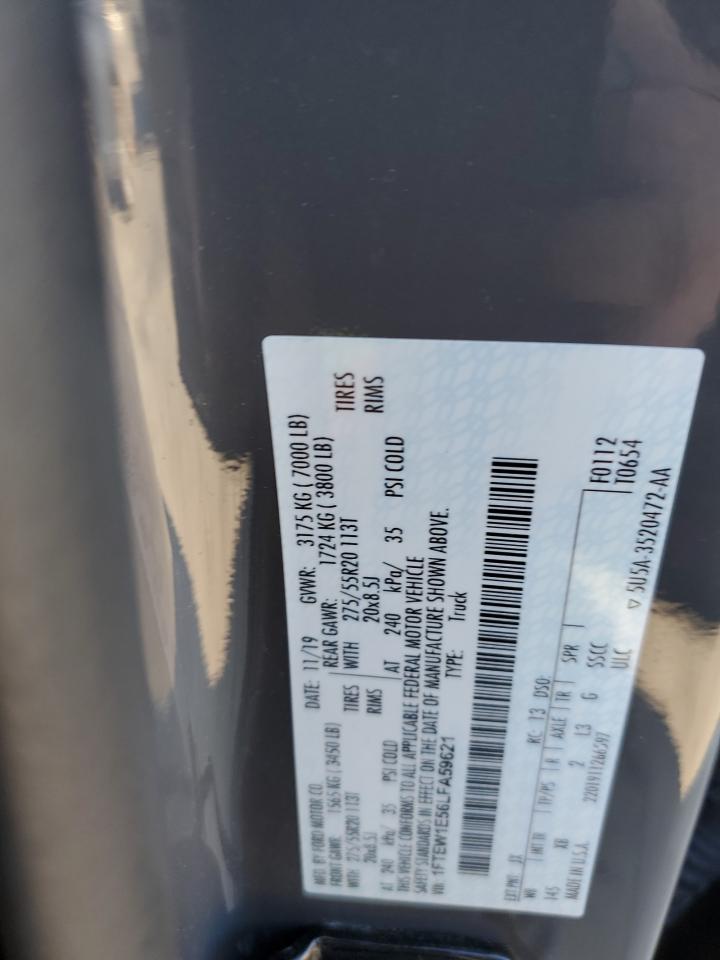 MFG. BY FORD MOTOR CO.
DATE: 11/19 GVWR: 3175 KG ( 7000 LB)
FRONT GAWR: 1565 KG ( 3450 LB) REAR GAWR: 1724 KG ( 3800 LB)
WITH 275/55R20 113T TIRES WITH 275/55R20 113T TIRES
20x8.5J RIMS 20x8.5J RIMS
AT 240 kPa/ 35 PSI COLD AT 240 kPa/ 35 PSI COLD
THIS VEHICLE CONFORMS TO ALL APPLICABLE FEDERAL MOTOR VEHICLE
SAFETY STANDARDS IN EFFECT ON THE DATE OF MANUFACTURE SHOWN ABOVE.
VIN: 1FTEW1E56LFA59621 TYPE: Truck
EXT PNT: JX RC: 13 DSO:
WB INT TR TP/PS R AXLE TR SPR F0112
145 XB 2 L3 G SSCC T0654
MADE IN U.S.A. ULC
▽ 5U5A-3520472-AA